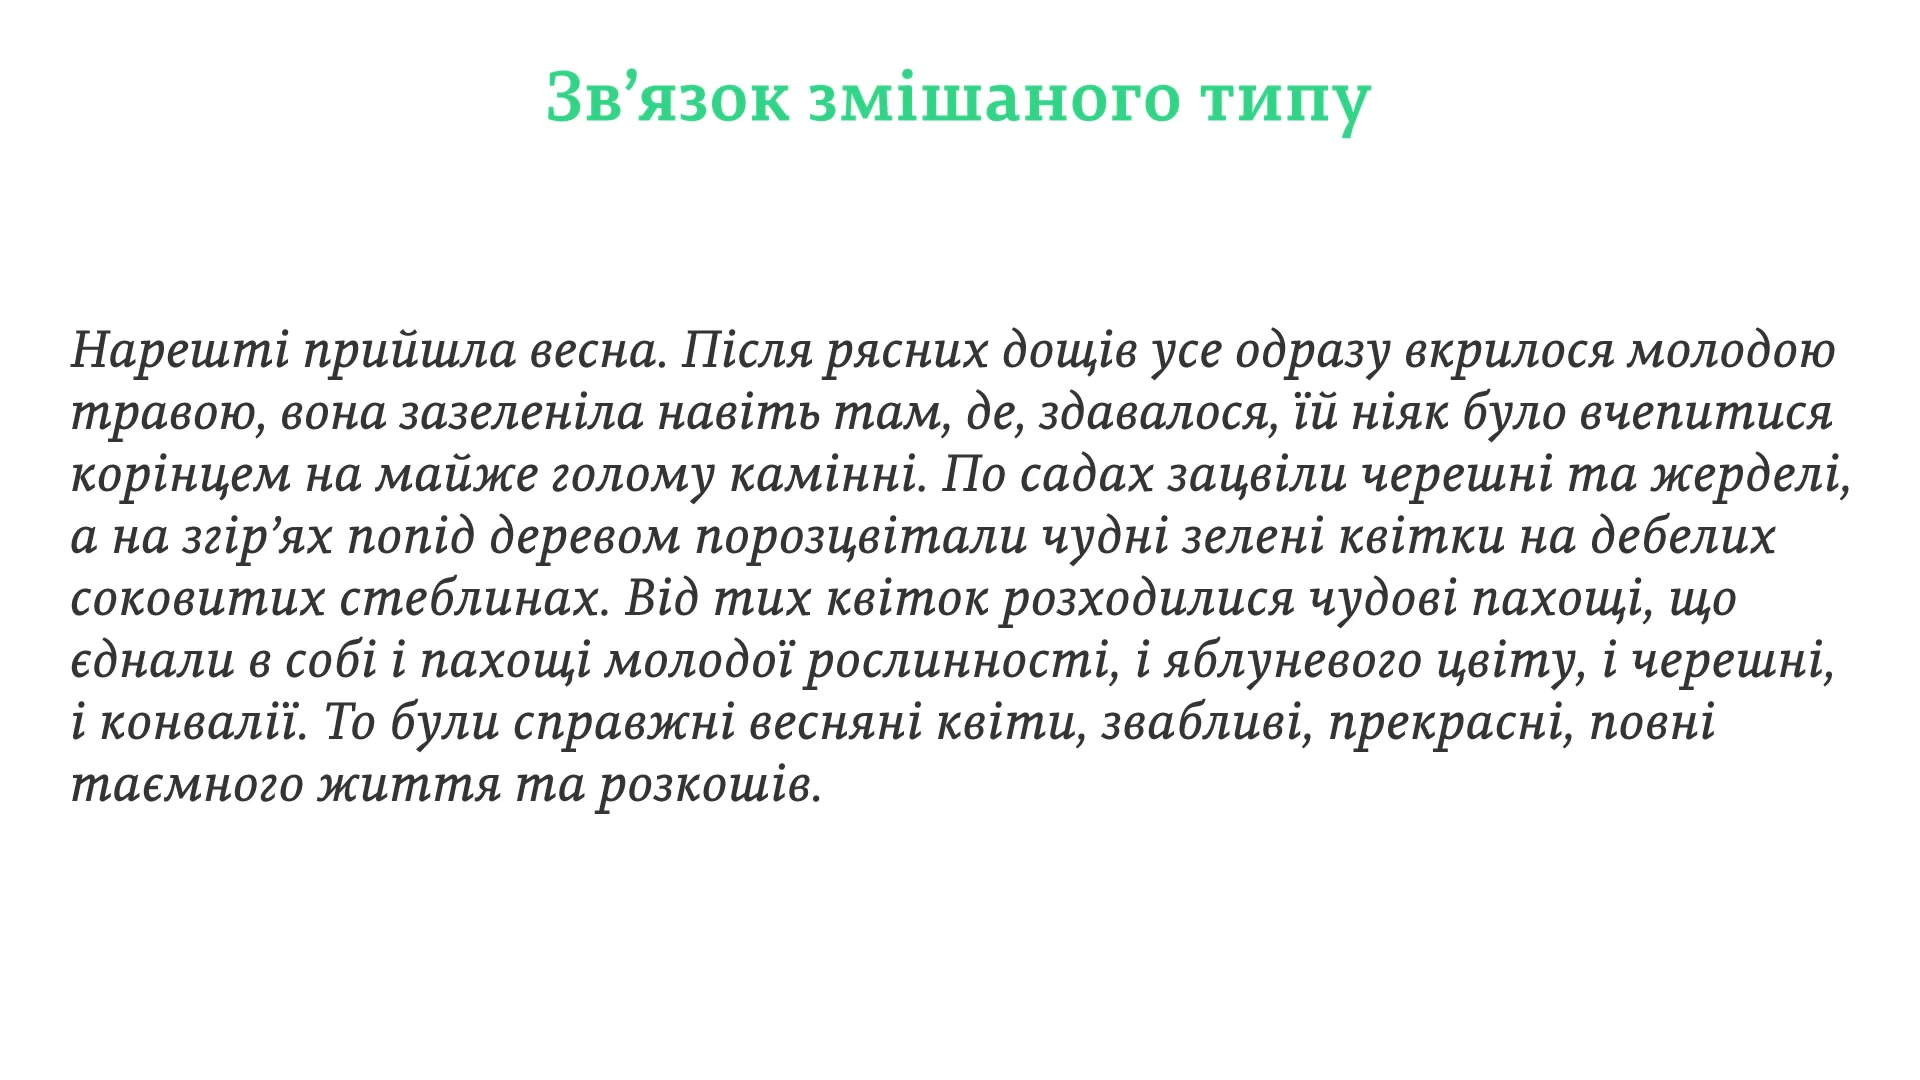 Зв’язок змішаного типу
Нарешті прийшла весна. Після рясних дощів усе одразу вкрилося молодою
травою, вона зазеленіла навіть там, де, здавалося, їй ніяк було вчепитися
корінцем на майже голому камінні. По садах зацвіли черешні та жерделі,
а на згір’ях попід деревом порозцвітали чудні зелені квітки на дебелих
соковитих стеблинах. Від тих квіток розходилися чудові пахощі, що
єднали в собі і пахощі молодої рослинності, і яблуневого цвіту, і черешні,
і конвалії. То були справжні весняні квіти, звабливі, прекрасні, повні
таємного життя та розкошів.